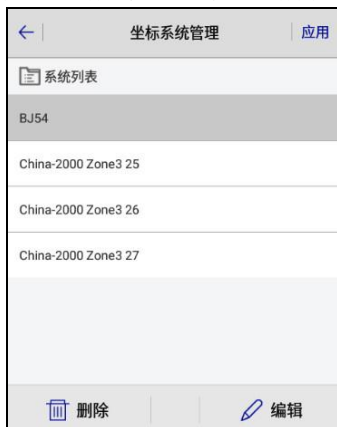 坐标系统管理 应用
系统列表
BJ54
China-2000 Zone3 25
China-2000 Zone3 26
China-2000 Zone3 27
删除 编辑